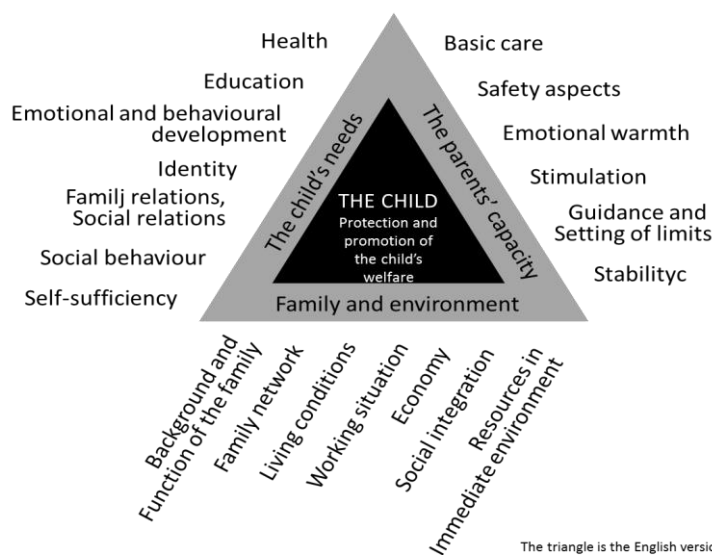 Health
Education
Emotional and behavioural
development
Identity
Familj relations,
Social relations
Social behaviour
Self-sufficiency
The child's needs
THE CHILD
Protection and
promotion of
the child's
welfare
The parents' capacity
Basic care
Safety aspects
Emotional warmth
Stimulation
Guidance and
Setting of limits
Stabilityc
Family and environment
Background and
Function of the family
Family network
Living conditions
Working situation
Economy
Social integration
Resources in
Immediate environment
The triangle is the English versi